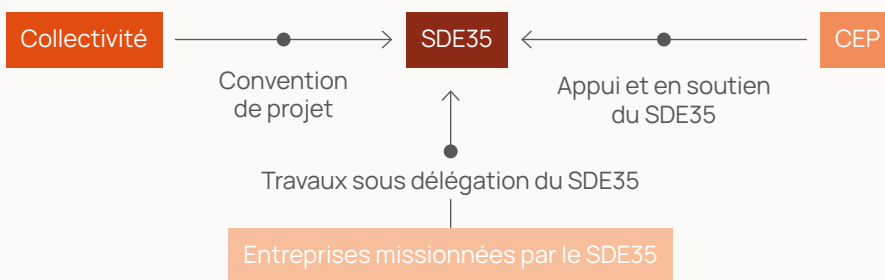 Collectivité
SDE35
CEP
Convention
de projet
Appui et en soutien
du SDE35
Travaux sous délégation du SDE35
Entreprises missionnées par le SDE35